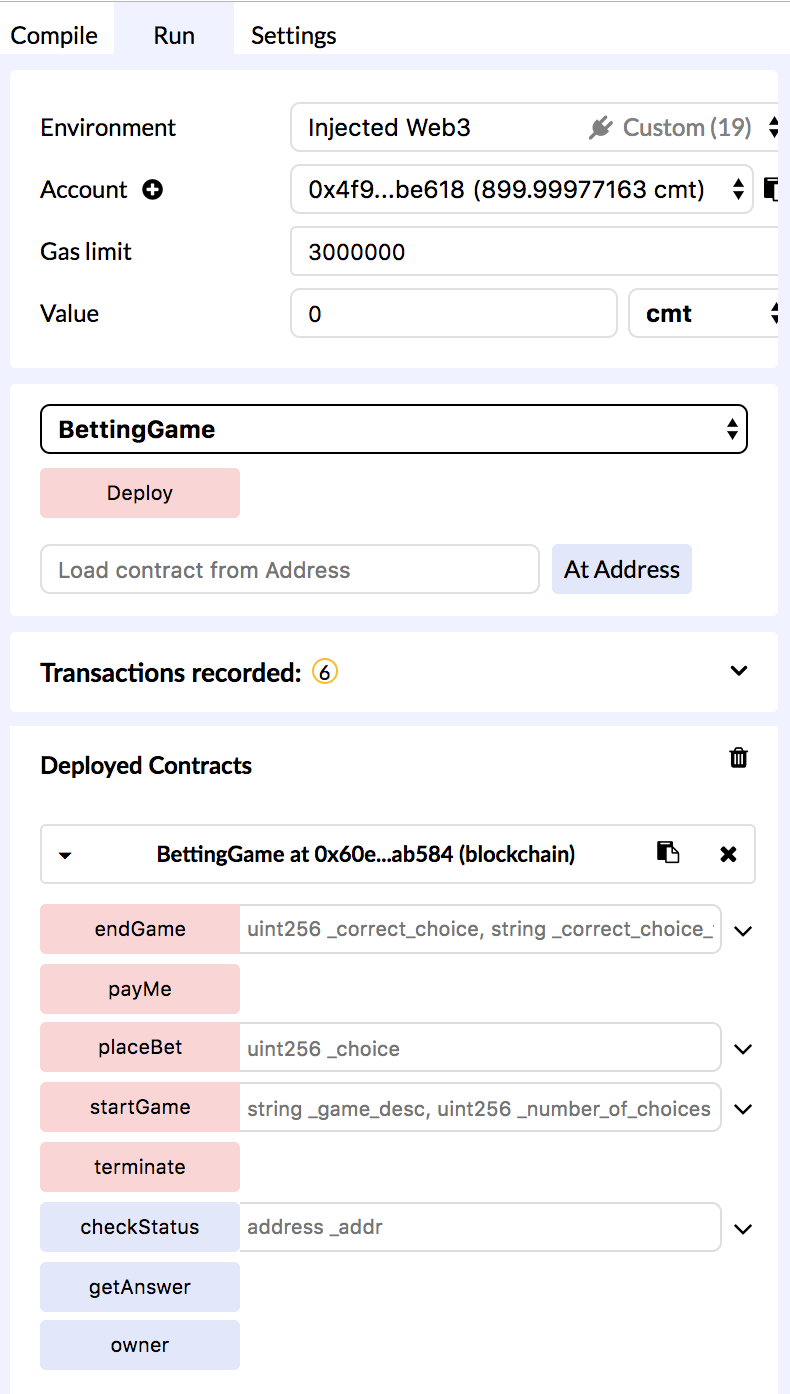 Compile Run Settings
Environment Injected Web3 Custom (19)
Account 0x4f9...be618 (899.99977163 cmt)
Gas limit 3000000
Value 0 cmt
BettingGame
Deploy
Load contract from Address At Address
Transactions recorded: 6
Deployed Contracts
BettingGame at 0x60e...ab584 (blockchain)
endGame uint256 _correct_choice, string _correct_choice_
payMe
placeBet uint256 _choice
startGame string _game_desc, uint256 _number_of_choices
terminate
checkStatus address _addr
getAnswer
owner